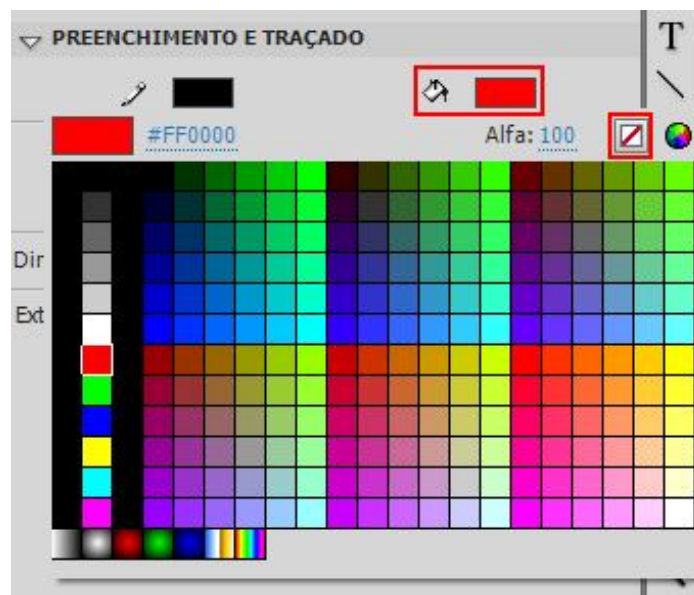 PREENCHIMENTO E TRAÇADO
T
#FF0000 Alfa: 100
Dir
Ext